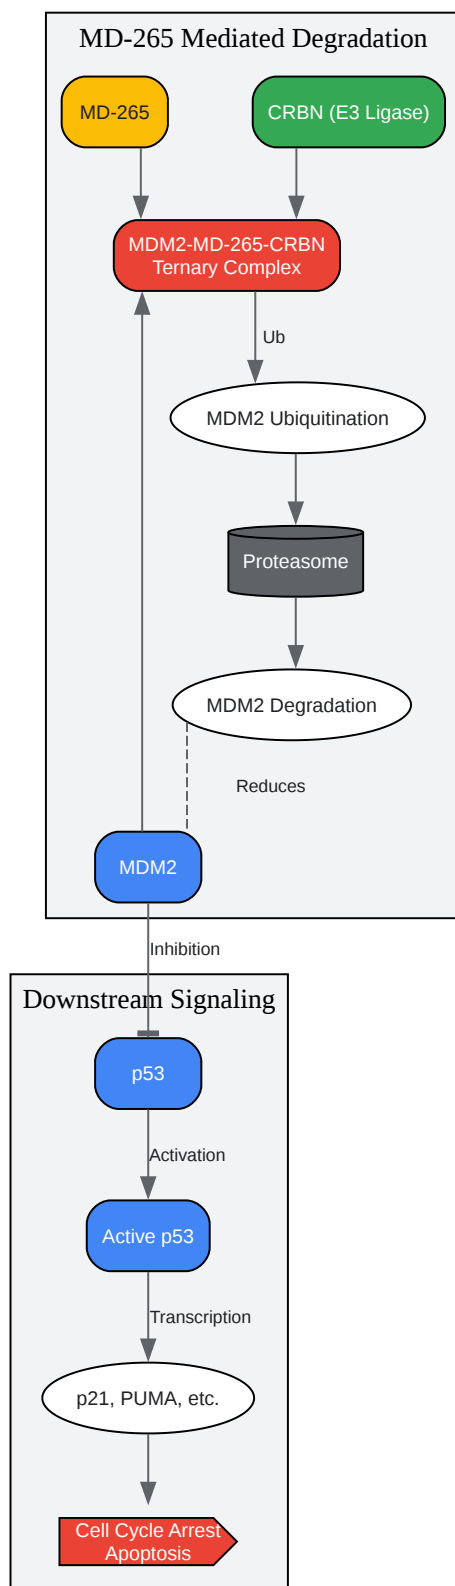 MD-265 Mediated Degradation
MD-265
CRBN (E3 Ligase)
MDM2-MD-265-CRBN
Ternary Complex
Ub
MDM2 Ubiquitination
Proteasome
MDM2 Degradation
Reduces
MDM2
Inhibition
Downstream Signaling
p53
Activation
Active p53
Transcription
p21, PUMA, etc.
Cell Cycle Arrest
Apoptosis